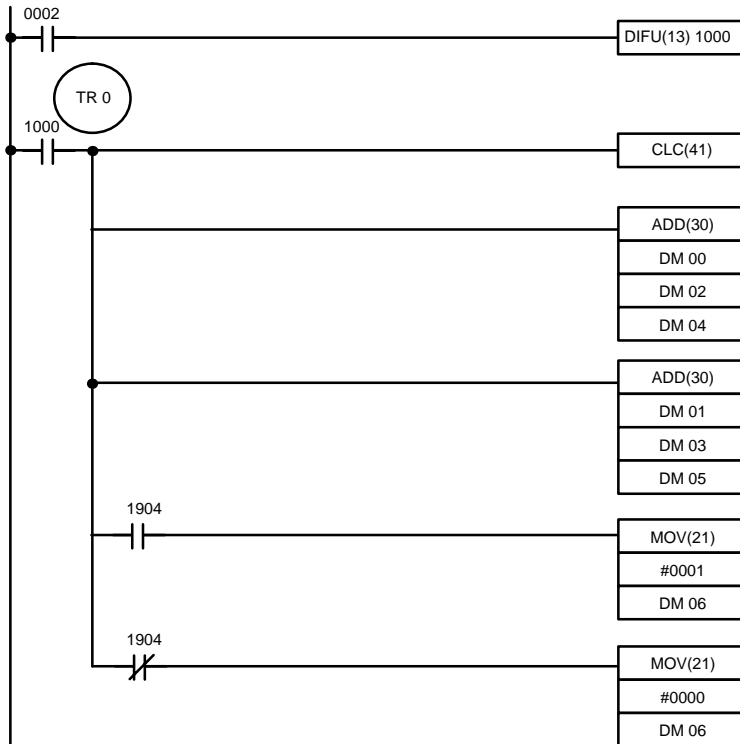 0002
DIFU(13) 1000
TR 0
1000
CLC(41)
ADD(30)
DM 00
DM 02
DM 04
ADD(30)
DM 01
DM 03
DM 05
1904
MOV(21)
#0001
DM 06
1904
MOV(21)
#0000
DM 06